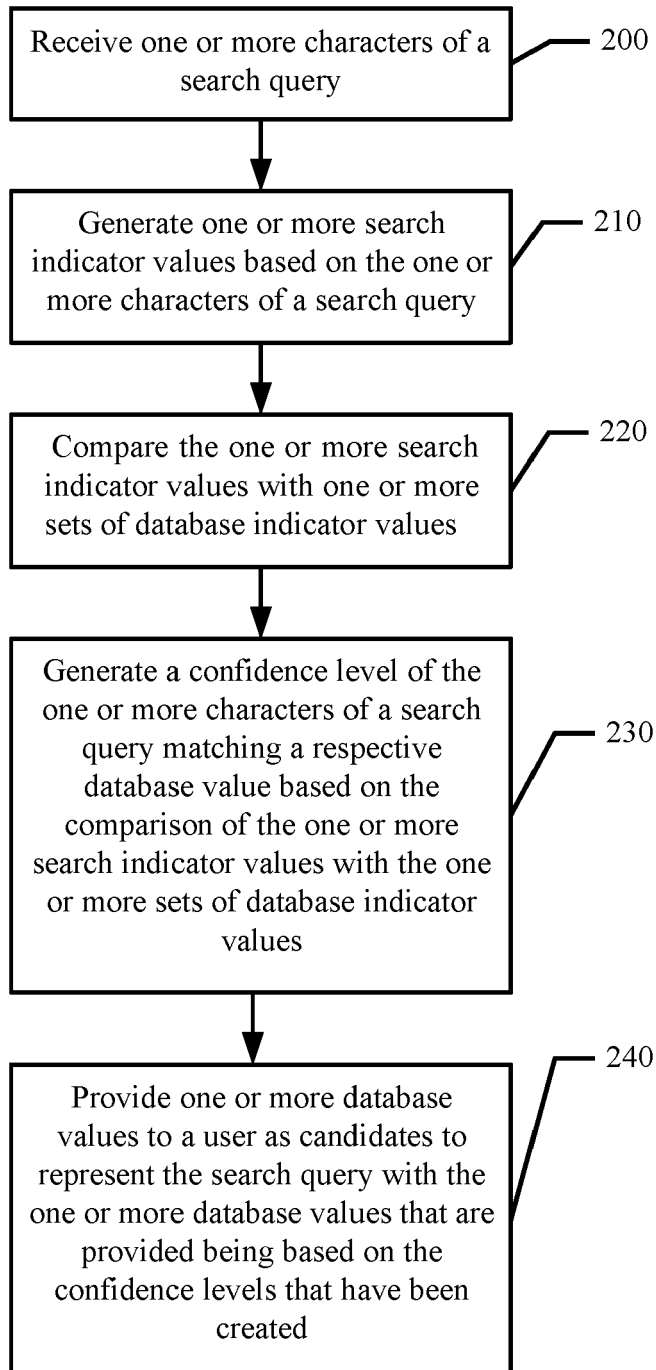 Receive one or more characters of a
search query
200
Generate one or more search
indicator values based on the one or
more characters of a search query
210
Compare the one or more search
indicator values with one or more
sets of database indicator values
220
Generate a confidence level of the
one or more characters of a search
query matching a respective
database value based on the
comparison of the one or more
search indicator values with the one
or more sets of database indicator
values
230
Provide one or more database
values to a user as candidates to
represent the search query with the
one or more database values that are
provided being based on the
confidence levels that have been
created
240